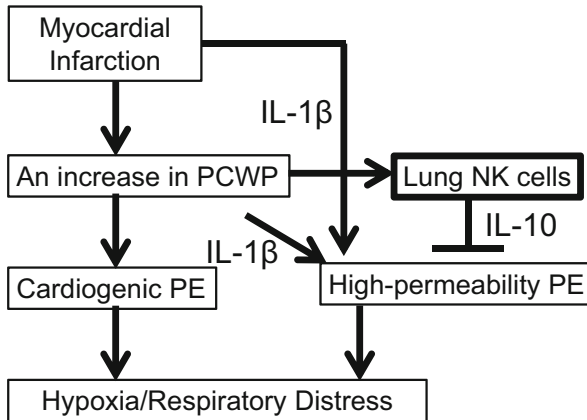 Myocardial
Infarction
IL-1β
An increase in PCWP
Lung NK cells
IL-10
IL-1β
Cardiogenic PE
High-permeability PE
Hypoxia/Respiratory Distress